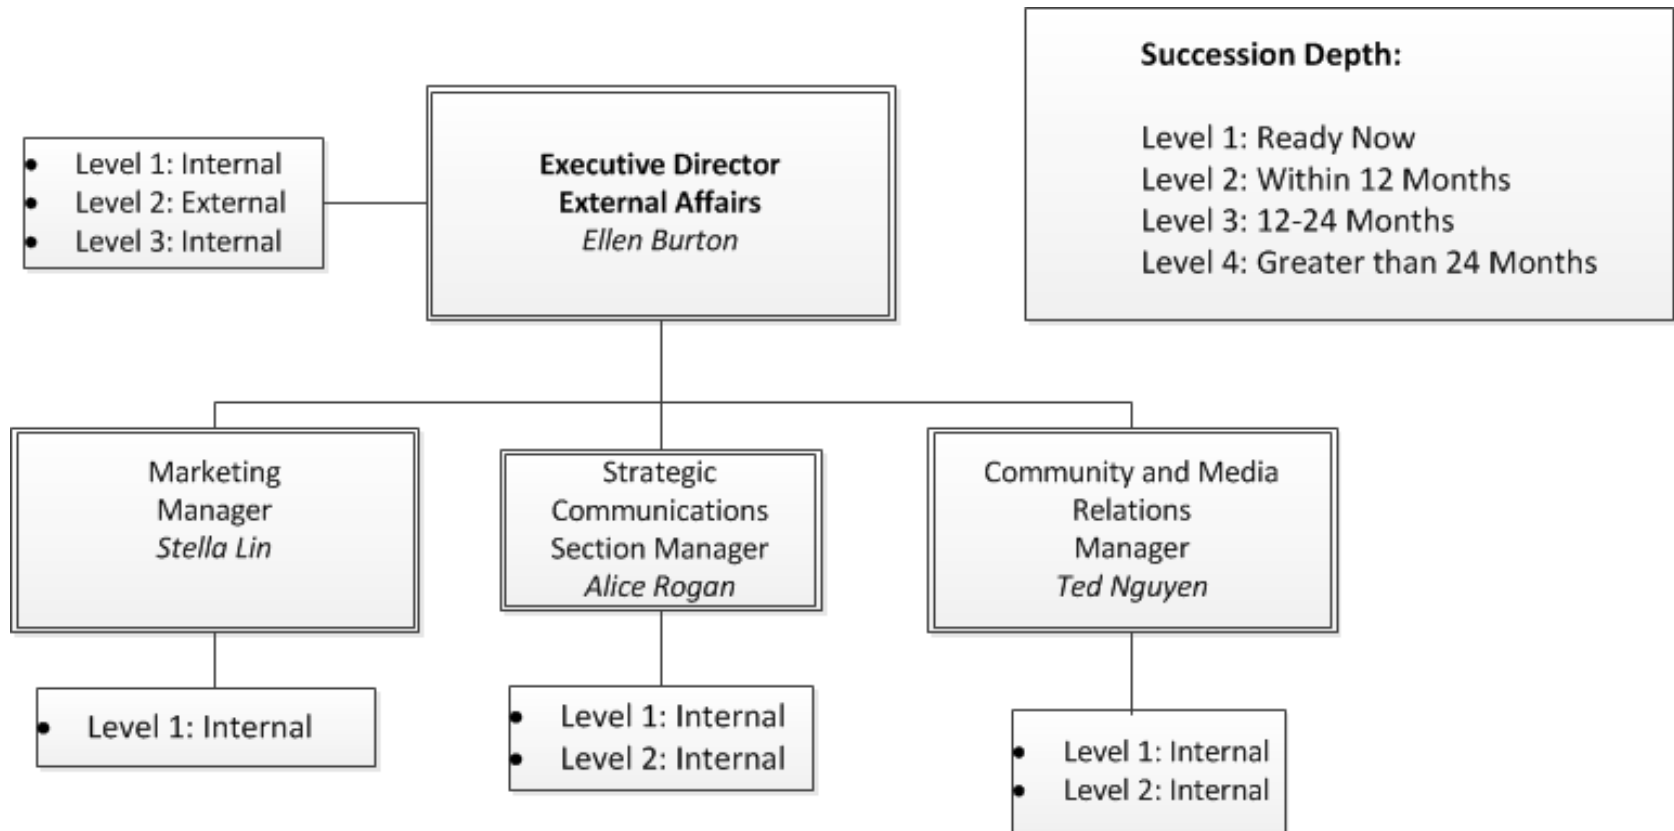 Succession Depth:
Level 1: Ready Now
Level 2: Within 12 Months
Level 3: 12-24 Months
Level 4: Greater than 24 Months
• Level 1: Internal
• Level 2: External
• Level 3: Internal
Executive Director
External Affairs
Ellen Burton
Marketing
Manager
Stella Lin
Strategic
Communications
Section Manager
Alice Rogan
Community and Media
Relations
Manager
Ted Nguyen
• Level 1: Internal
• Level 1: Internal
• Level 2: Internal
• Level 1: Internal
• Level 2: Internal